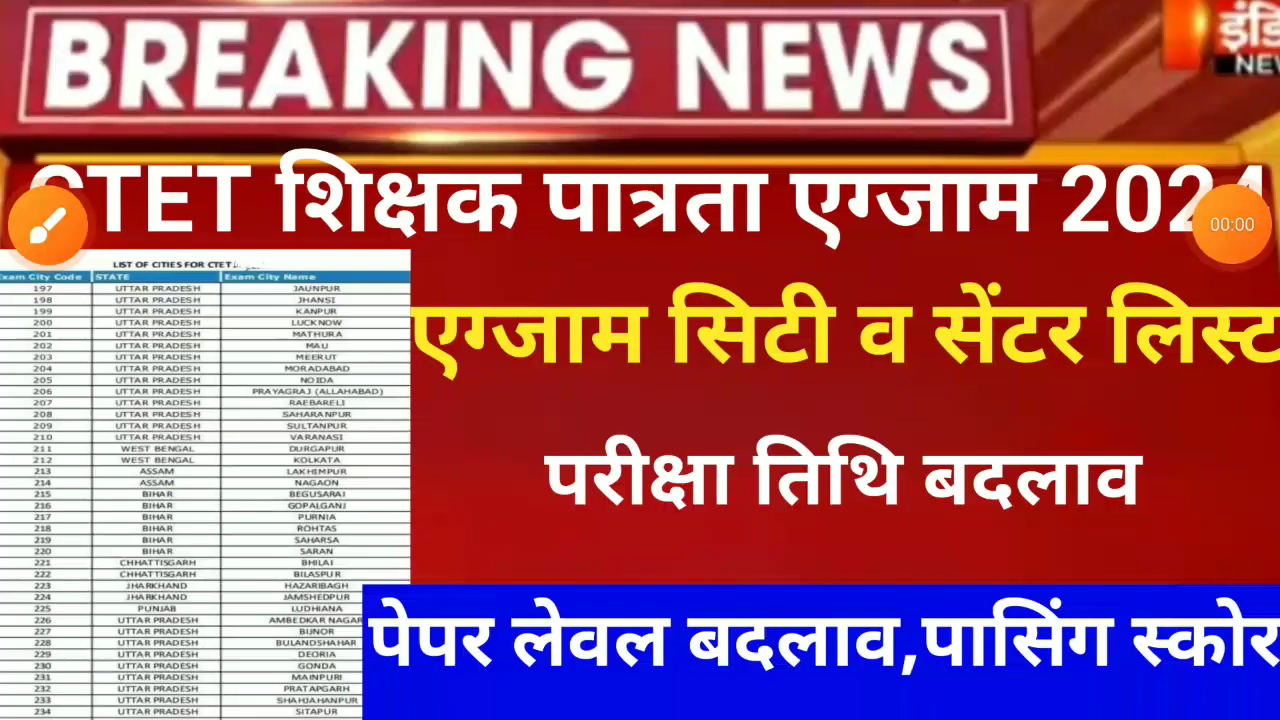 BREAKING NEWS
NEW
TET शिक्षक पात्रता एग्जाम 2024
00:00
एग्जाम सिटी व सेंटर लिस्ट
परीक्षा तिथि बदलाव
पेपर लेवल बदलाव,पासिंग स्कोर
LIST OF CITIES FOR CTET
Exam City Code STATE Exam City Name
197 UTTAR PRADESH JAUNPUR
198 UTTAR PRADESH JHANSI
199 UTTAR PRADESH KANPUR
200 UTTAR PRADESH LUCKNOW
201 UTTAR PRADESH MATHURA
202 UTTAR PRADESH MAU
203 UTTAR PRADESH MEERUT
204 UTTAR PRADESH MORADABAD
205 UTTAR PRADESH NOIDA
206 UTTAR PRADESH PRAYAGRAJ (ALLAHABAD)
207 UTTAR PRADESH RAEBARELI
208 UTTAR PRADESH SAHARANPUR
209 UTTAR PRADESH SULTANPUR
210 UTTAR PRADESH VARANASI
211 WEST BENGAL DURGAPUR
212 WEST BENGAL KOLKATA
213 ASSAM LAKHIMPUR
214 ASSAM NAGAON
215 BIHAR BEGUSARAI
216 BIHAR GOPALGANJ
217 BIHAR PURNIA
218 BIHAR ROHTAS
219 BIHAR SAHARSA
220 BIHAR SARAN
221 CHHATTISGARH BHILAI
222 CHHATTISGARH BILASPUR
223 JHARKHAND HAZARIBAGH
224 JHARKHAND JAMSHEDPUR
225 PUNJAB LUDHIANA
226 UTTAR PRADESH AMBEDKAR NAGAR
227 UTTAR PRADESH BIJNOR
228 UTTAR PRADESH BULANDSHAHAR
229 UTTAR PRADESH DEORIA
230 UTTAR PRADESH GONDA
231 UTTAR PRADESH MAINPURI
232 UTTAR PRADESH PRATAPGARH
233 UTTAR PRADESH SHAHJAHANPUR
234 UTTAR PRADESH SITAPUR